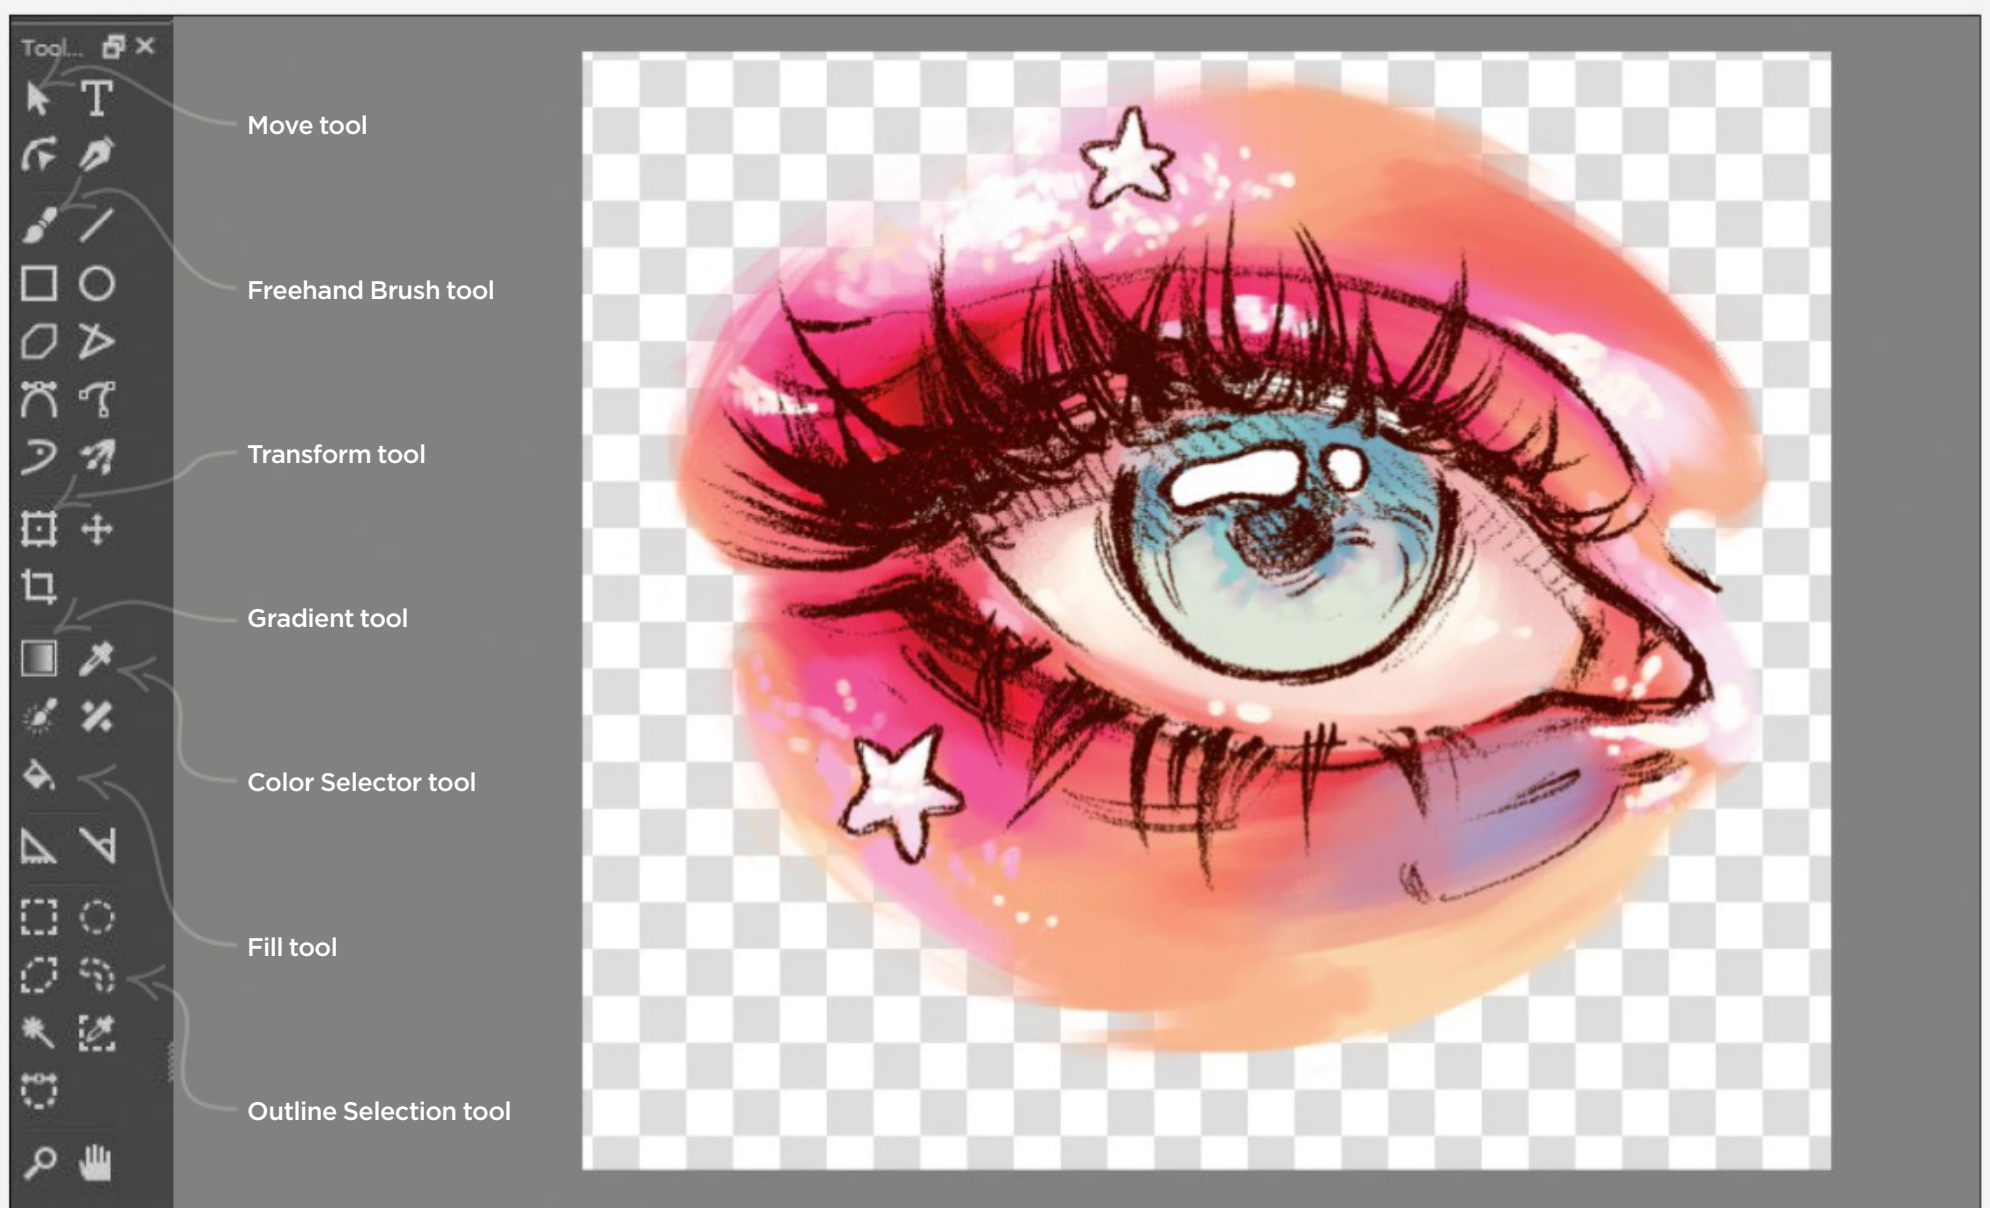 Tool...
Move tool
Freehand Brush tool
Transform tool
Gradient tool
Color Selector tool
Fill tool
Outline Selection tool